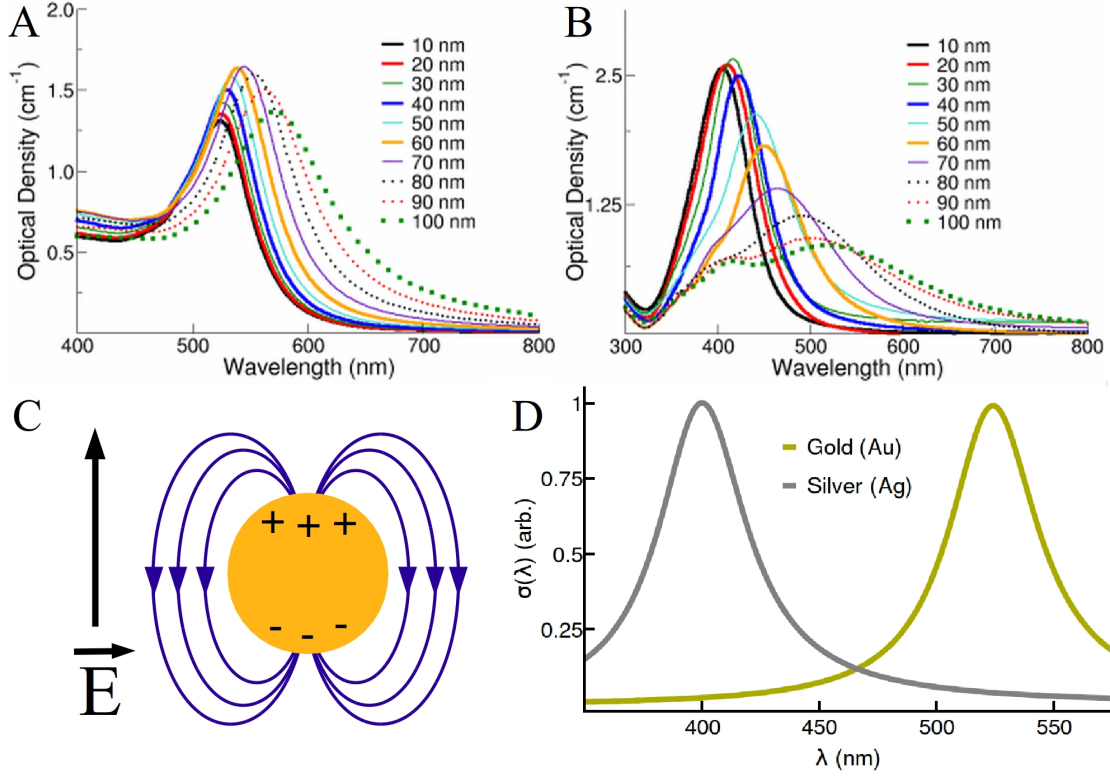 A
Optical Density (cm⁻¹)
2.0
1.5
1.0
0.5
10 nm
20 nm
30 nm
40 nm
50 nm
60 nm
70 nm
80 nm
90 nm
100 nm
400 500 600 700 800
Wavelength (nm)
B
Optical Density (cm⁻¹)
2.5
1.25
10 nm
20 nm
30 nm
40 nm
50 nm
60 nm
70 nm
80 nm
90 nm
100 nm
300 400 500 600 700 800
Wavelength (nm)
C
+ + +
- - -
E
D
σ(λ) (arb.)
1
0.75
0.5
0.25
Gold (Au)
Silver (Ag)
400 450 500 550
λ (nm)